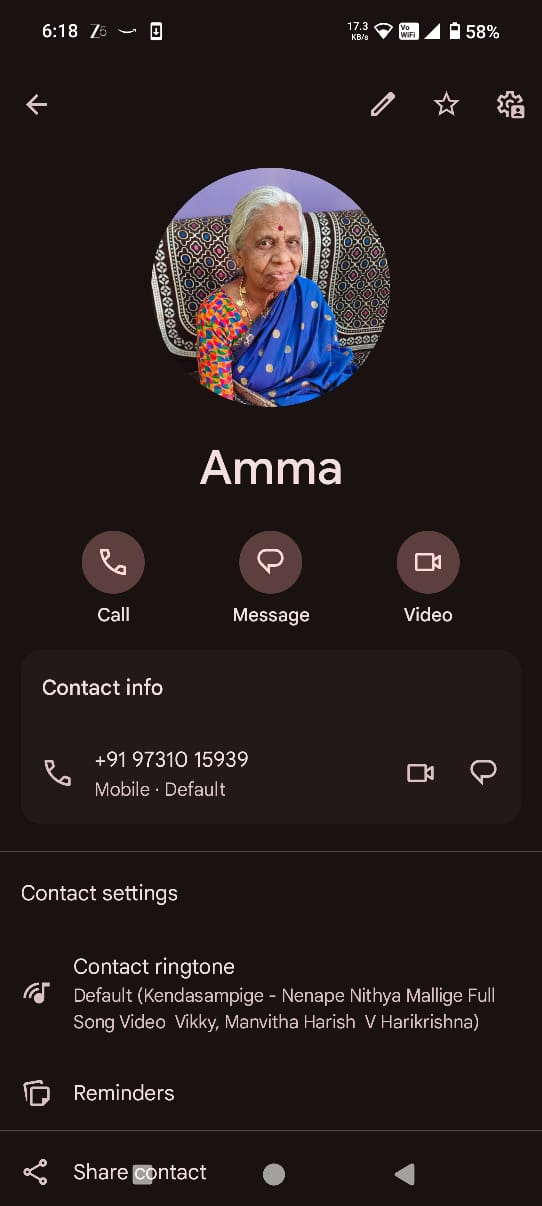 6:18 Z5 17.3 KB/s Vo WiFi 58%
Amma
Call Message Video
Contact info
+91 97310 15939
Mobile · Default
Contact settings
Contact ringtone
Default (Kendasampige - Nenape Nithya Mallige Full
Song Video Vikky, Manvitha Harish V Harikrishna)
Reminders
Share contact